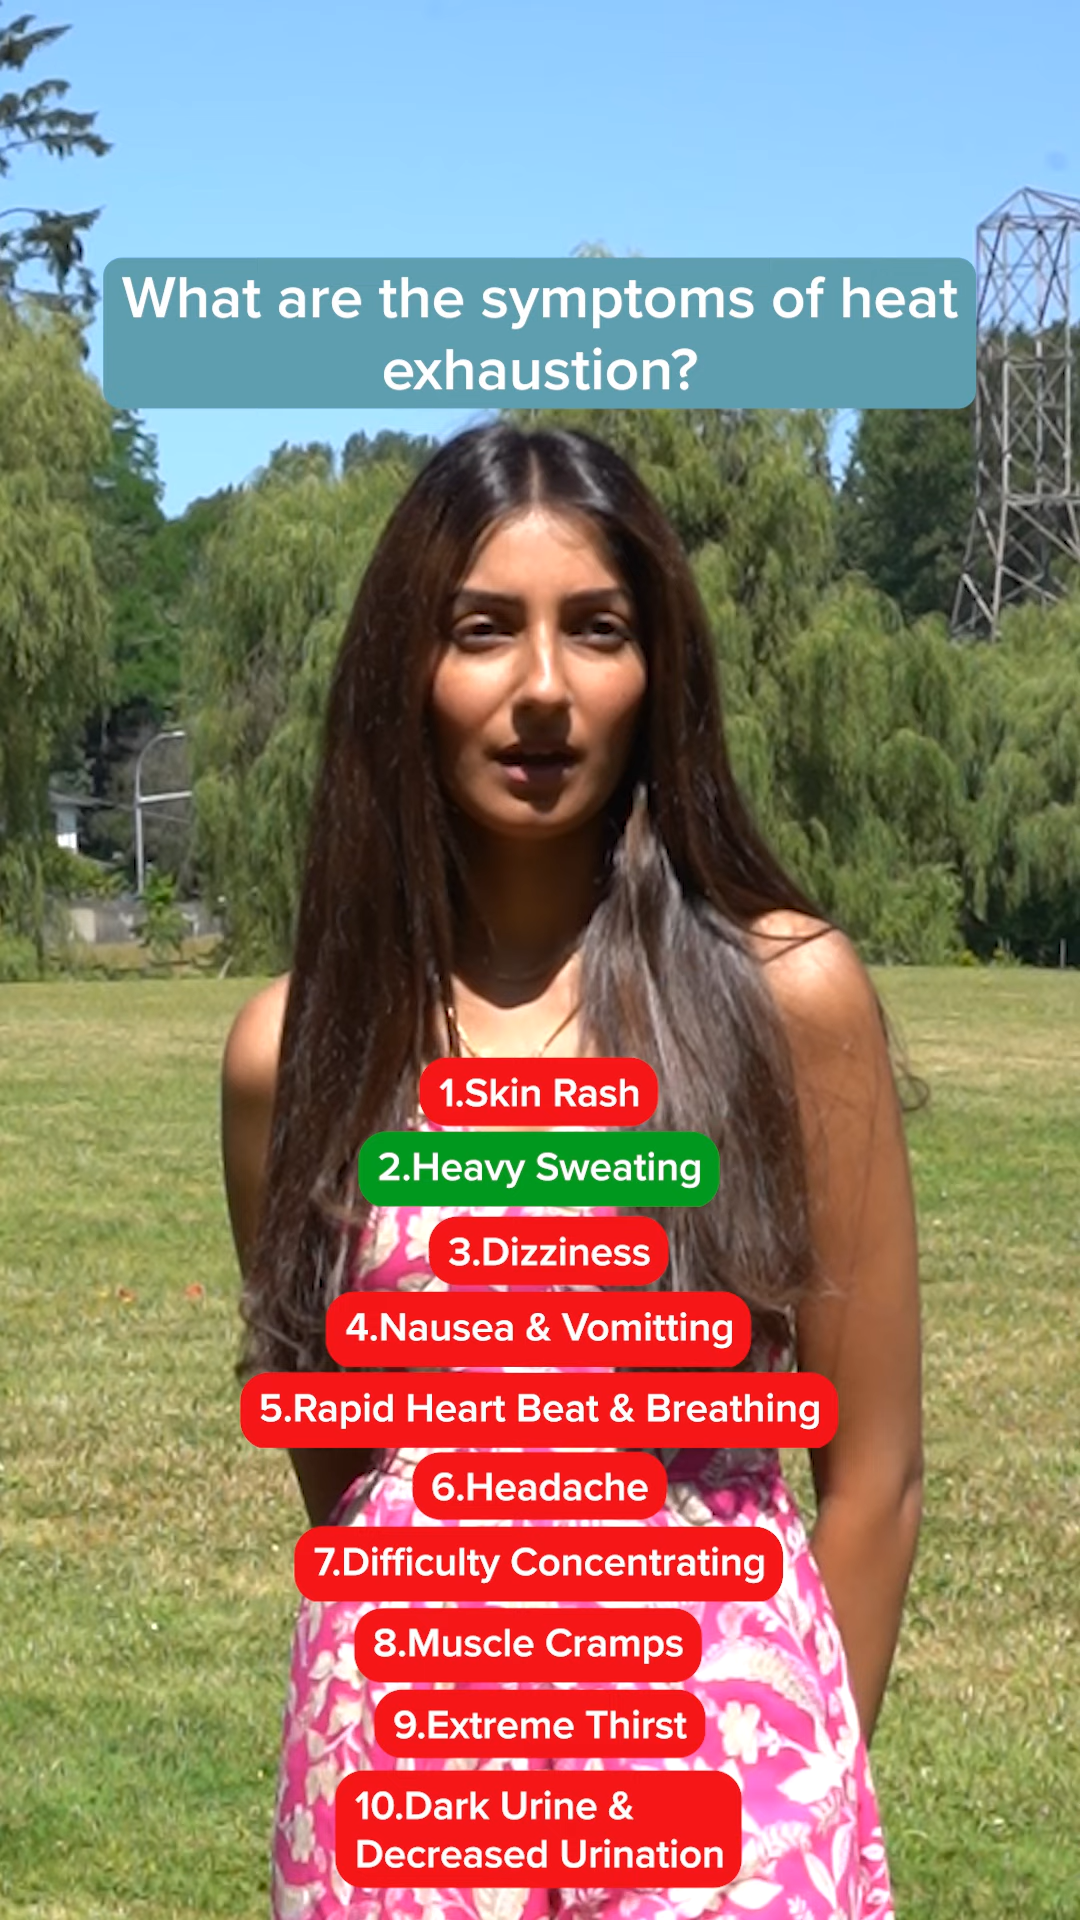 What are the symptoms of heat
exhaustion?
1.Skin Rash
2.Heavy Sweating
3.Dizziness
4.Nausea & Vomitting
5.Rapid Heart Beat & Breathing
6.Headache
7.Difficulty Concentrating
8.Muscle Cramps
9.Extreme Thirst
10.Dark Urine &
Decreased Urination